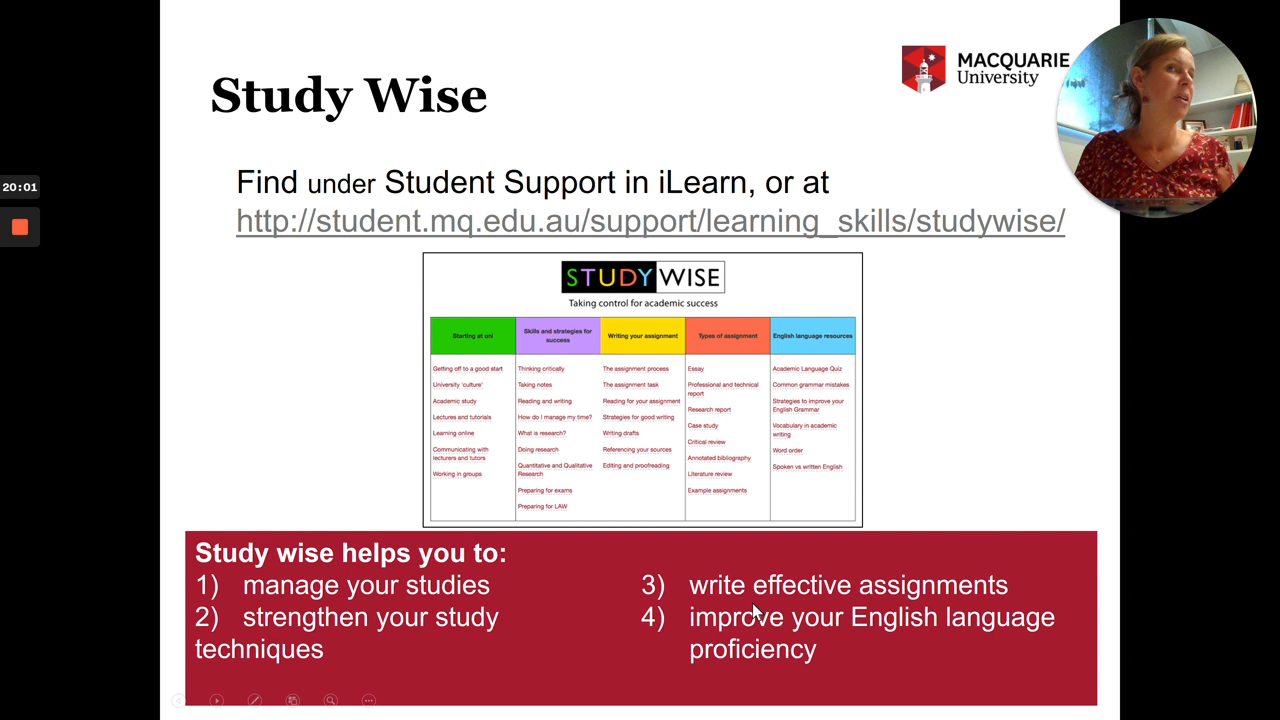 MACQUARIE
University
Study Wise
20:01
Find under Student Support in iLearn, or at
http://student.mq.edu.au/support/learning_skills/studywise/
STUDYWISE
Taking control for academic success
Starting at uni
Getting off to a good start
University 'culture'
Academic study
Lectures and tutorials
Learning online
Communicating with
lecturers and tutors
Working in groups
Skills and strategies for
success
Thinking critically
Taking notes
Reading and writing
How do I manage my time?
What is research?
Doing research
Quantitative and Qualitative
Research
Preparing for exams
Preparing for LAW
Writing your assignment
The assignment process
The assignment task
Reading for your assignment
Strategies for good writing
Writing drafts
Referencing your sources
Editing and proofreading
Types of assignment
Essay
Professional and technical
report
Research report
Case study
Critical review
Annotated bibliography
Literature review
Example assignments
English language resources
Academic Language Quiz
Common grammar mistakes
Strategies to improve your
English Grammar
Vocabulary in academic
writing
Word order
Spoken vs written English
Study wise helps you to:
1) manage your studies
2) strengthen your study
techniques
3) write effective assignments
4) improve your English language
proficiency